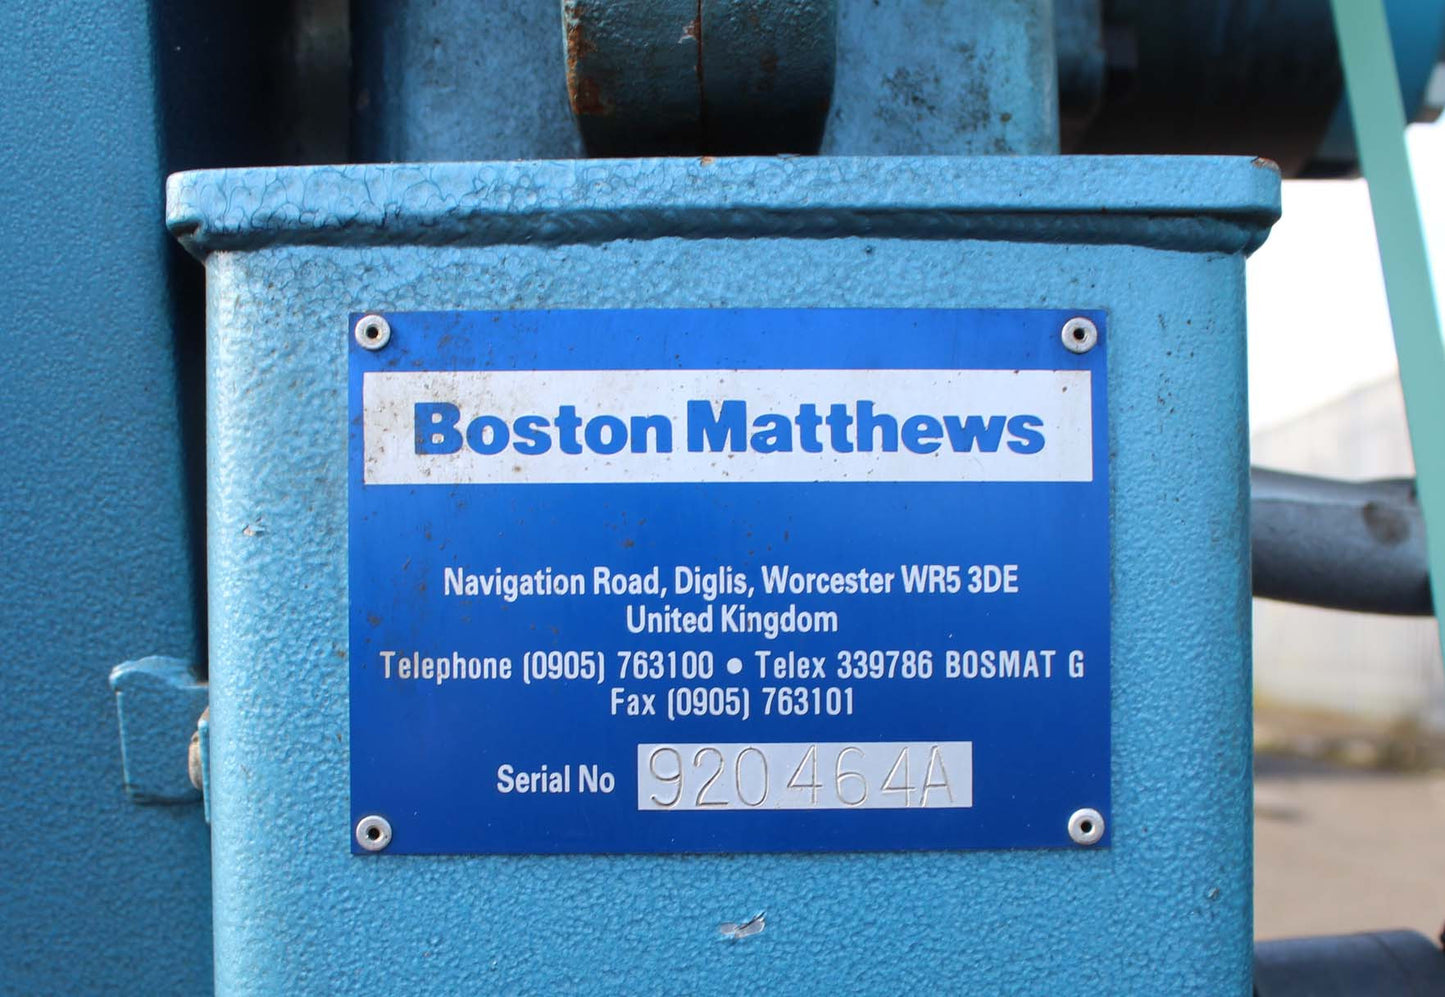 Boston Matthews
Navigation Road, Diglis, Worcester WR5 3DE
United Kingdom
Telephone (0905) 763100 • Telex 339786 BOSMAT G
Fax (0905) 763101
Serial No 920464A